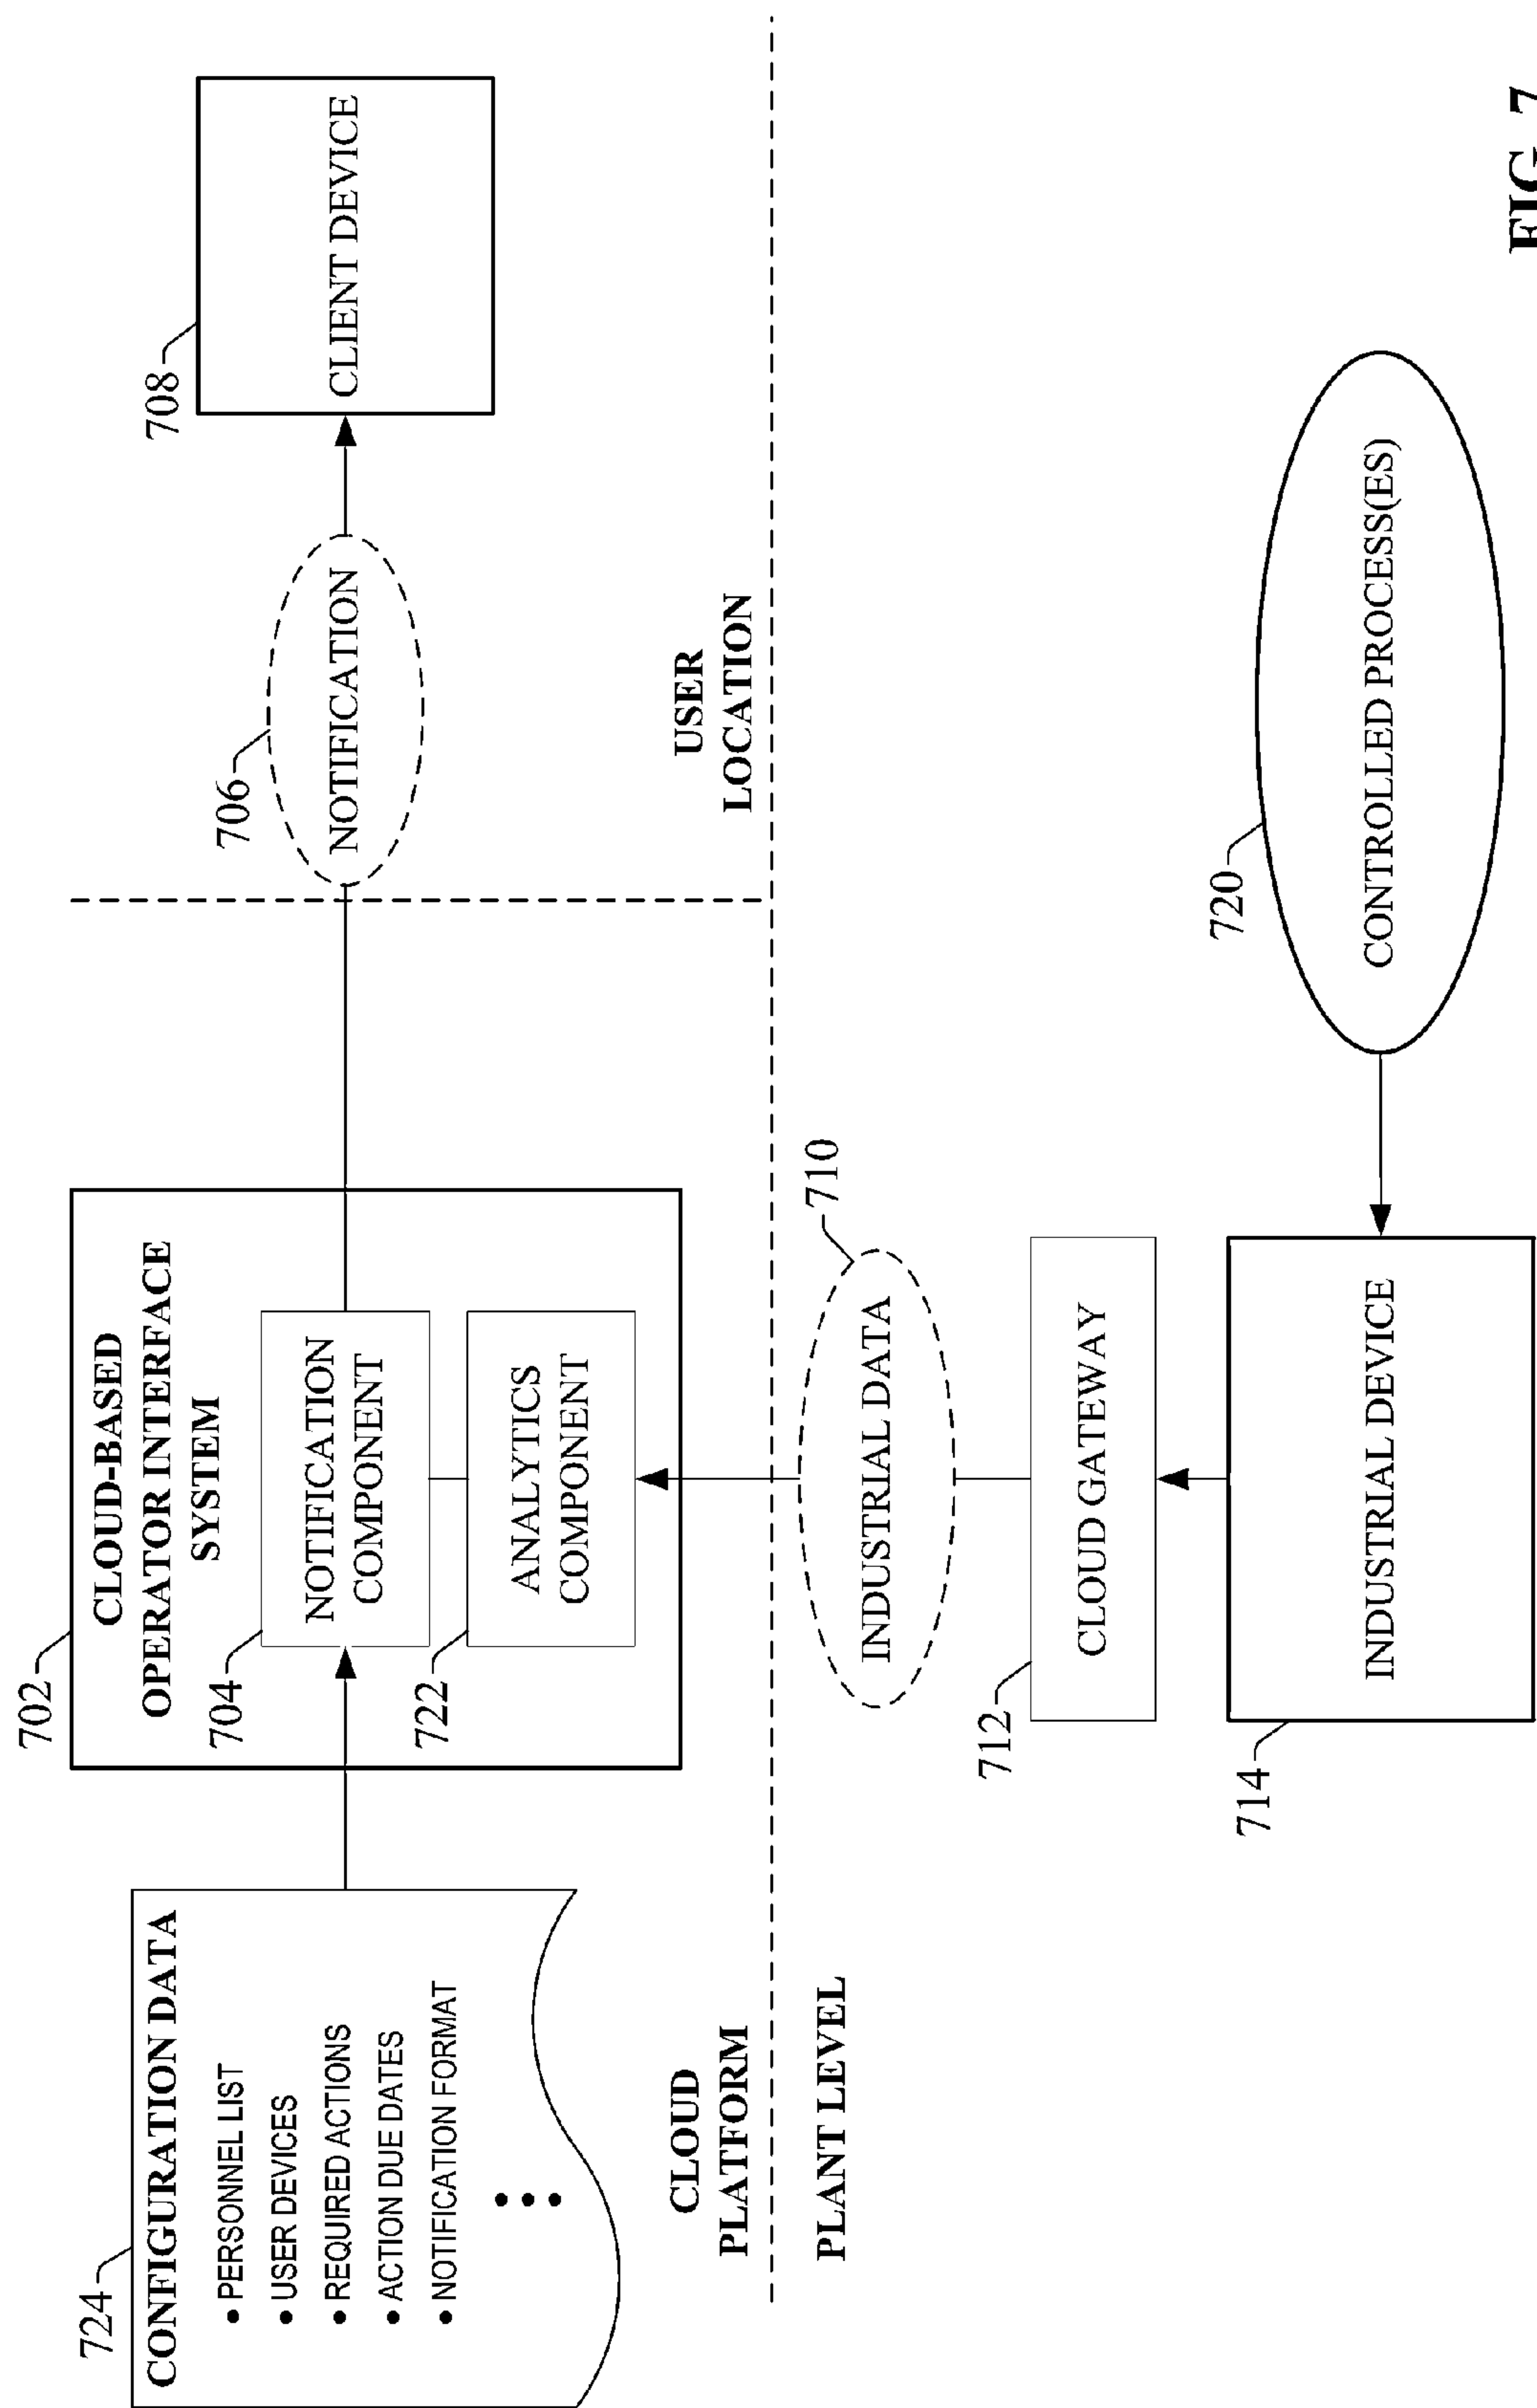 724
CONFIGURATION DATA
• PERSONNEL LIST
• USER DEVICES
• REQUIRED ACTIONS
• ACTION DUE DATES
• NOTIFICATION FORMAT
702
CLOUD-BASED
OPERATOR INTERFACE
SYSTEM
704
NOTIFICATION
COMPONENT
722
ANALYTICS
COMPONENT
706
NOTIFICATION
708
CLIENT DEVICE
CLOUD
PLATFORM
USER
LOCATION
PLANT LEVEL
710
INDUSTRIAL DATA
712
CLOUD GATEWAY
714
INDUSTRIAL DEVICE
720
CONTROLLED PROCESS(ES)
FIG. 7